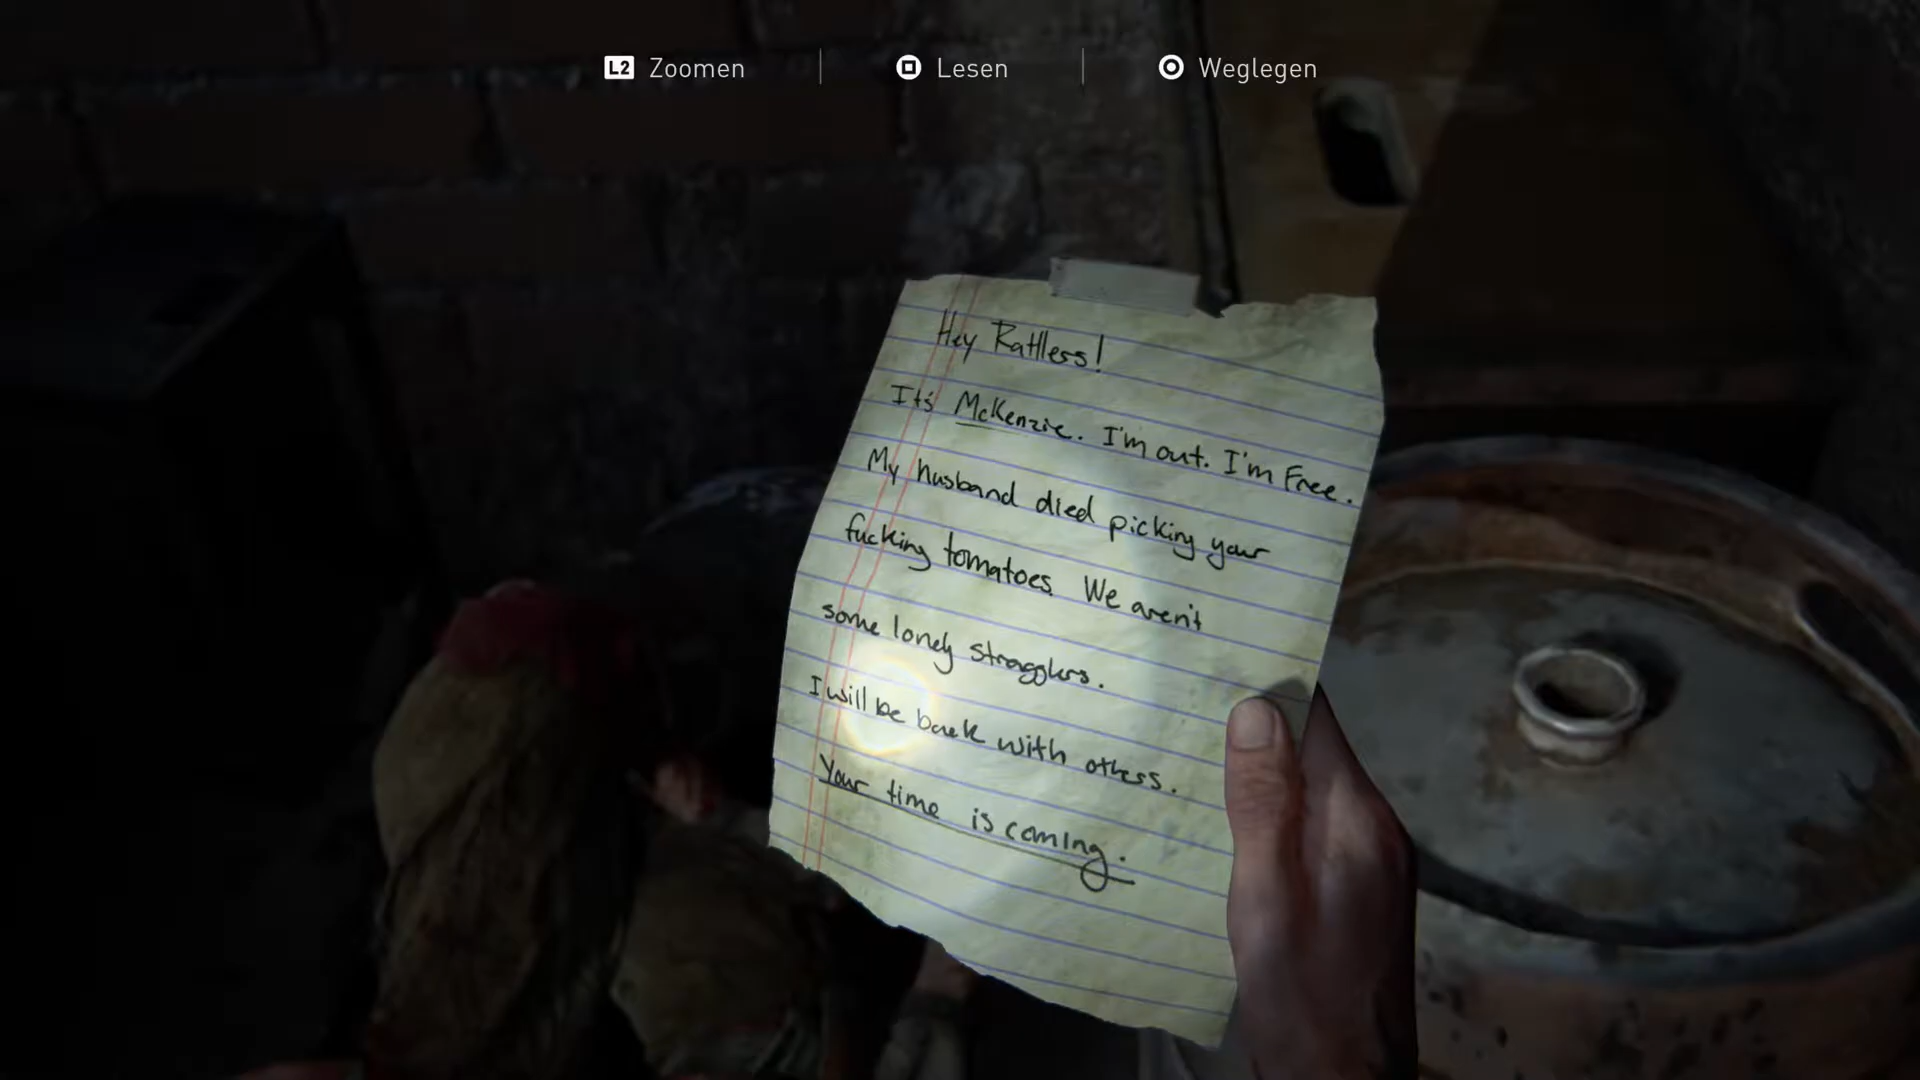 L2 Zoomen Lesen Weglegen
Hey Rattlers!
It's McKenzie. I'm out. I'm Free.
My husband died picking your
fucking tomatoes. We aren't
some lonely stragglers.
I will be back with others.
Your time is coming.